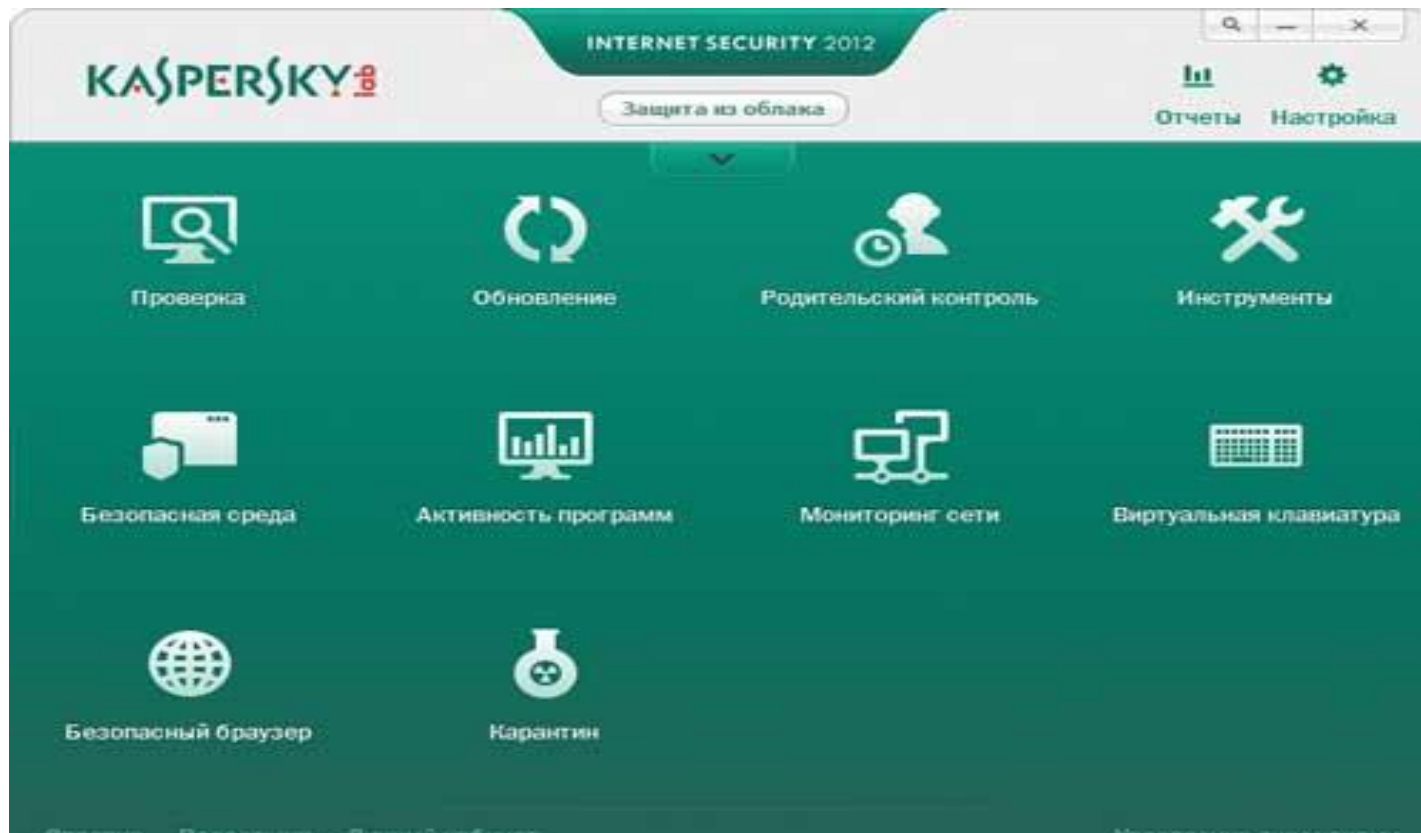 KASPERSKY lab
INTERNET SECURITY 2012
Защита из облака
Отчеты Настройка
Проверка Обновление Родительский контроль Инструменты
Безопасная среда Активность программ Мониторинг сети Виртуальная клавиатура
Безопасный браузер Карантин